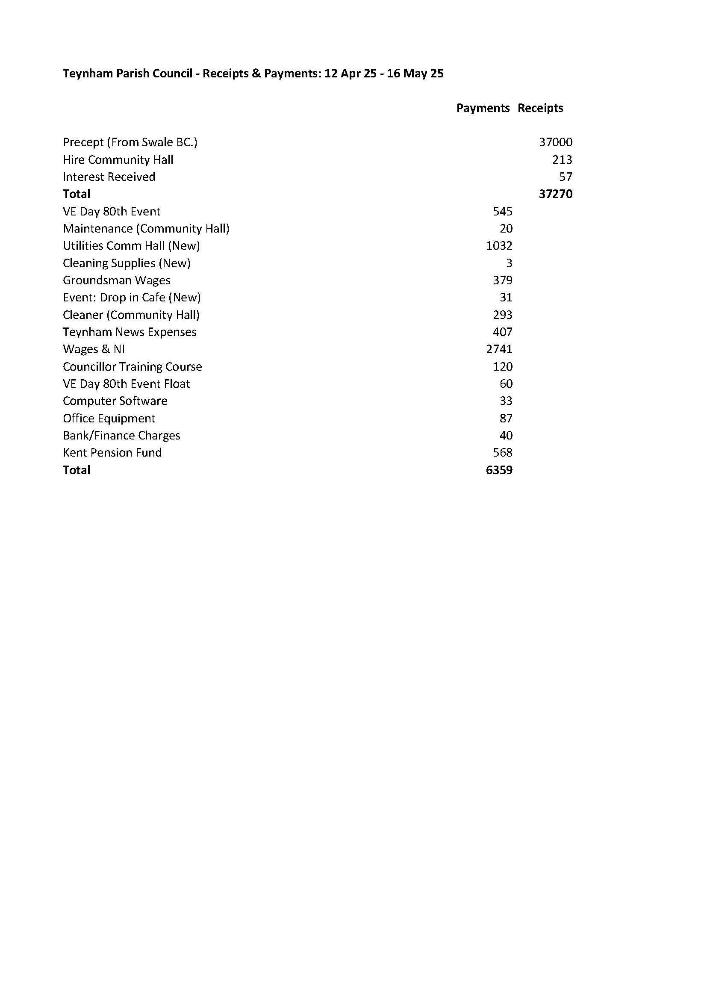 Teynham Parish Council - Receipts & Payments: 12 Apr 25 - 16 May 25
Payments Receipts
Precept (From Swale BC.) 37000
Hire Community Hall 213
Interest Received 57
Total 37270
VE Day 80th Event 545
Maintenance (Community Hall) 20
Utilities Comm Hall (New) 1032
Cleaning Supplies (New) 3
Groundsman Wages 379
Event: Drop in Cafe (New) 31
Cleaner (Community Hall) 293
Teynham News Expenses 407
Wages & NI 2741
Councillor Training Course 120
VE Day 80th Event Float 60
Computer Software 33
Office Equipment 87
Bank/Finance Charges 40
Kent Pension Fund 568
Total 6359